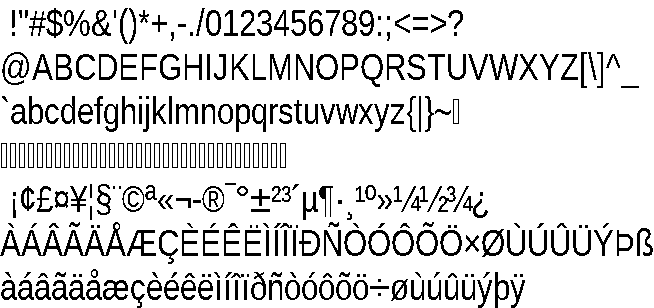 !"#$%&'()*+,-./0123456789:;<=>?
@ABCDEFGHIJKLMNOPQRSTUVWXYZ[\]^_
`abcdefghijklmnopqrstuvwxyz{|}~
¡¢£¤¥¦§¨©ª«¬-®¯°±²³´µ¶·¸¹º»¼½¾¿
ÀÁÂÃÄÅÆÇÈÉÊËÌÍÎÏÐÑÒÓÔÕÖ×ØÙÚÛÜÝÞß
àáâãäåæçèéêëìíîïðñòóôõö÷øùúûüýþÿ